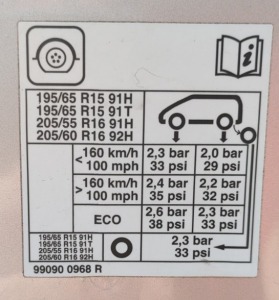 195/65 R15 91H
195/65 R15 91T
205/55 R16 91H
205/60 R16 92H
< 160 km/h 2,3 bar 2,0 bar
100 mph 33 psi 29 psi
> 160 km/h 2,4 bar 2,2 bar
100 mph 35 psi 32 psi
ECO 2,6 bar 2,3 bar
38 psi 33 psi
195/65 R15 91H
195/65 R15 91T
205/55 R16 91H
205/60 R16 92H
2,3 bar
33 psi
99090 0968 R